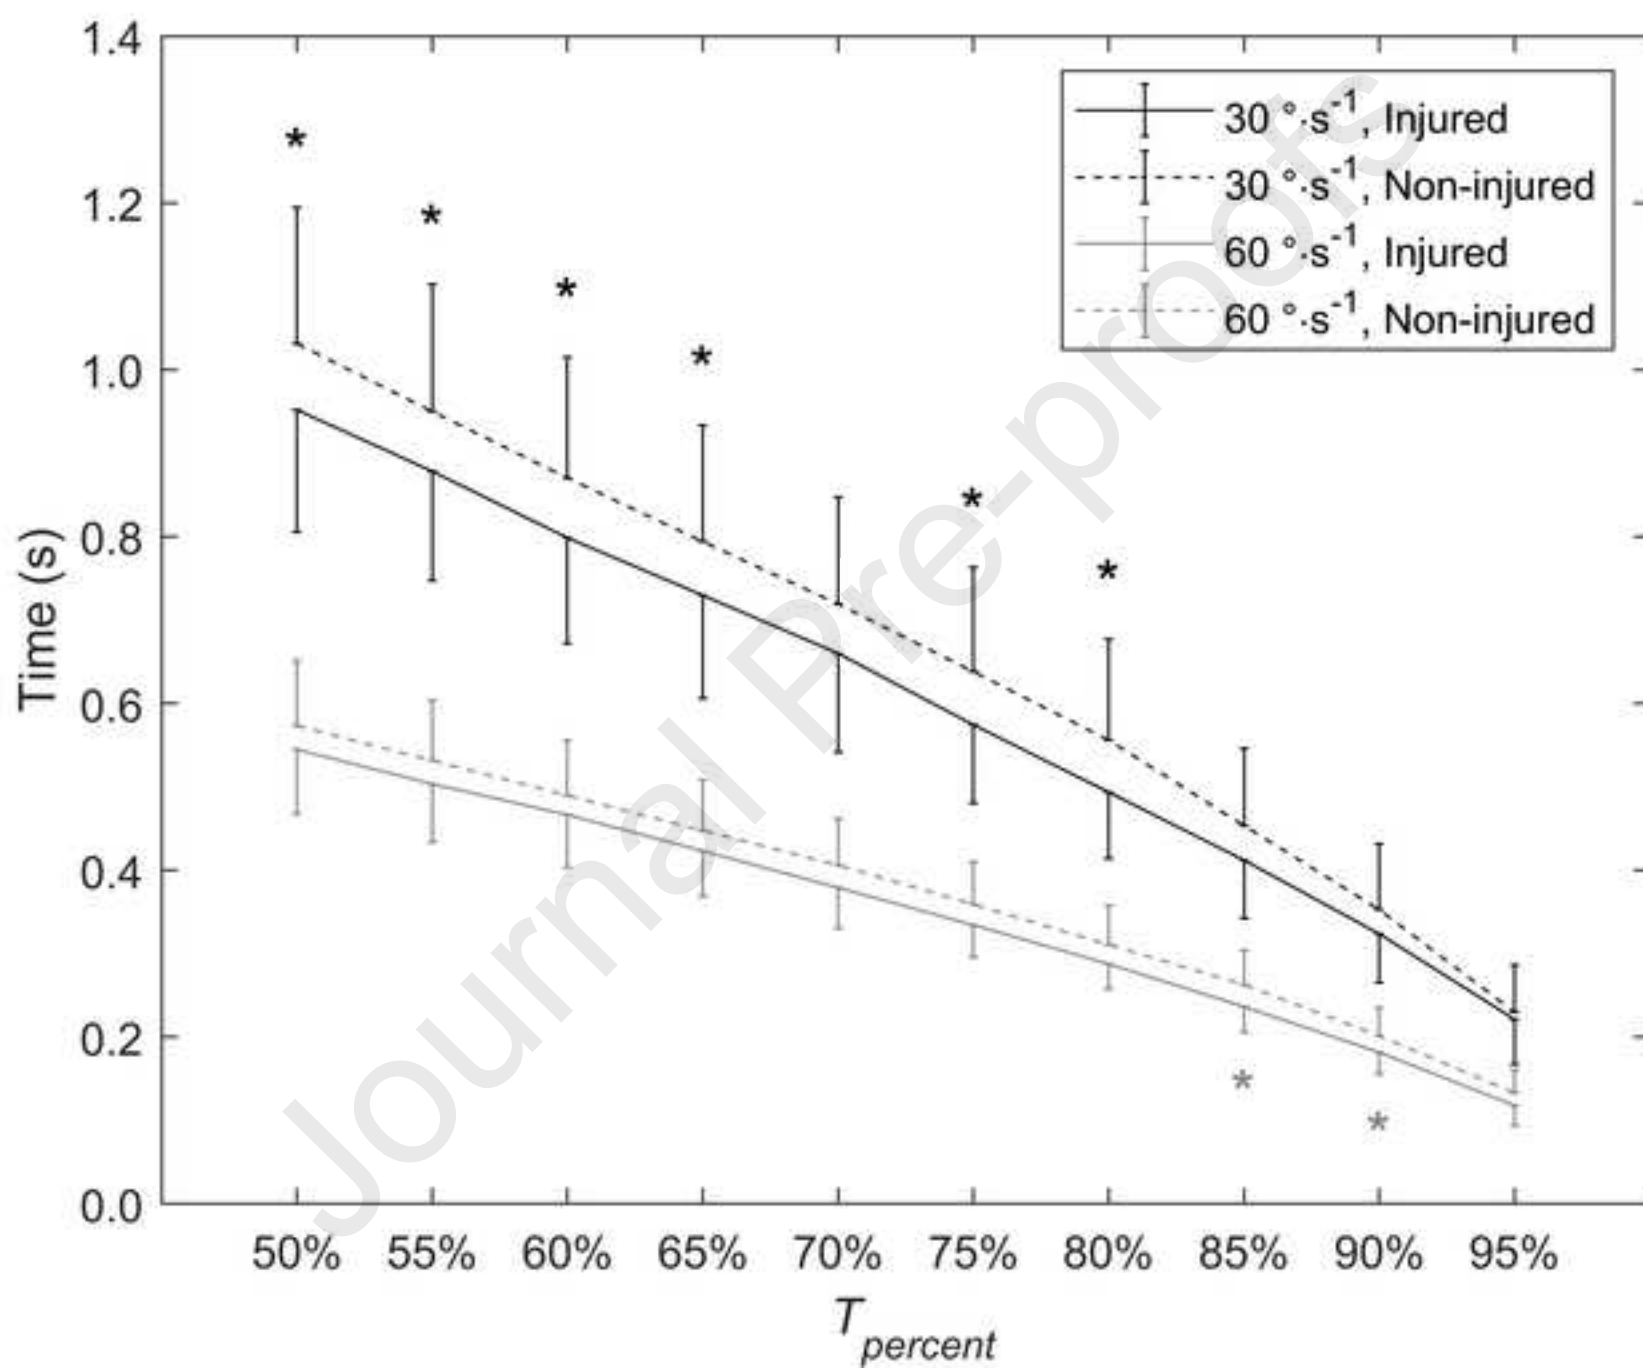 1.4
1.2
1.0
0.8
0.6
0.4
0.2
0.0
Time (s)
30 °·s⁻¹, Injured
30 °·s⁻¹, Non-injured
60 °·s⁻¹, Injured
60 °·s⁻¹, Non-injured
* * * * * *
* *
Journal Pre-proofs
50% 55% 60% 65% 70% 75% 80% 85% 90% 95%
T percent